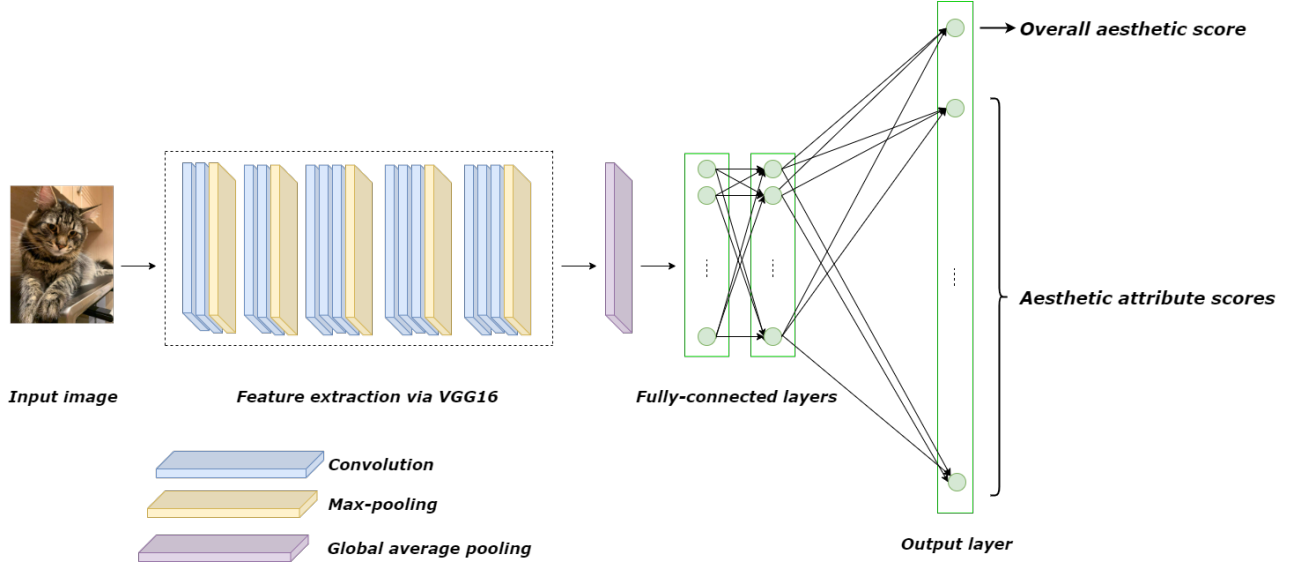 Overall aesthetic score
Aesthetic attribute scores
Input image
Feature extraction via VGG16
Fully-connected layers
Convolution
Max-pooling
Global average pooling
Output layer